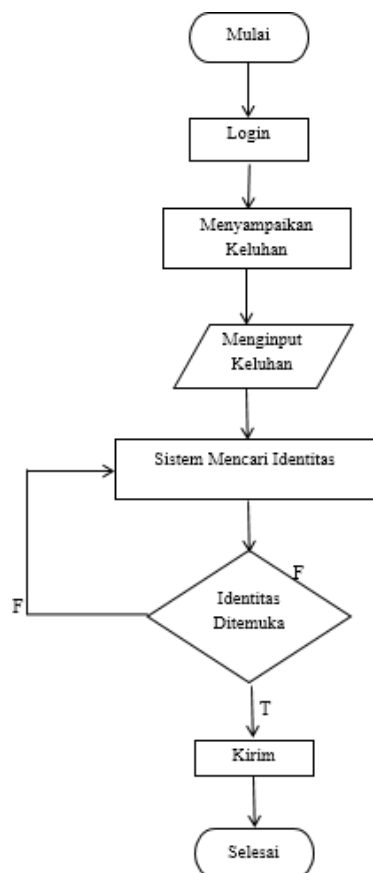 Mulai
Login
Menyampaikan
Keluhan
Menginput
Keluhan
Sistem Mencari Identitas
F
Identitas
Ditemuka
F
T
Kirim
Selesai